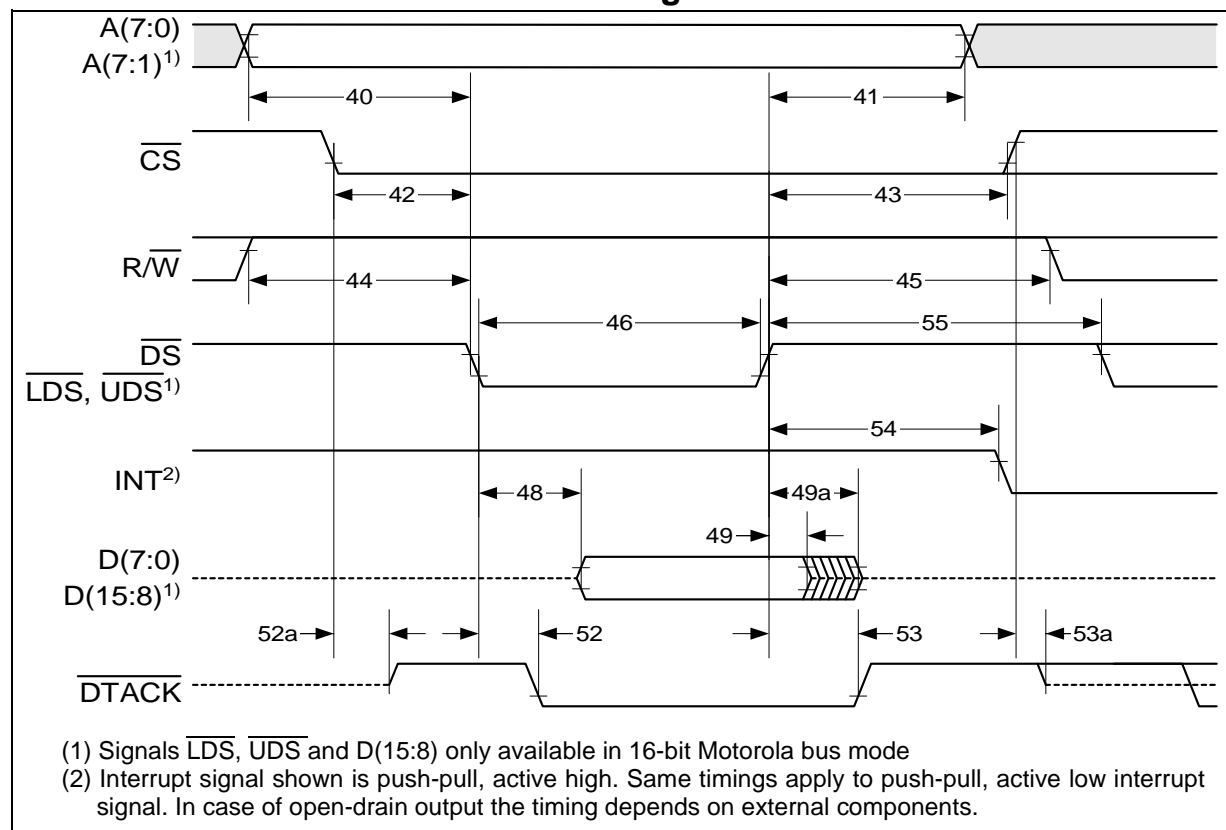 A(7:0)
A(7:1)1)
40
41
CS
42
43
R/W
44
45
46
55
DS
LDS, UDS1)
54
INT2)
48
49a
49
D(7:0)
D(15:8)1)
52a
52
53
53a
DTACK
(1) Signals LDS, UDS and D(15:8) only available in 16-bit Motorola bus mode
(2) Interrupt signal shown is push-pull, active high. Same timings apply to push-pull, active low interrupt
signal. In case of open-drain output the timing depends on external components.